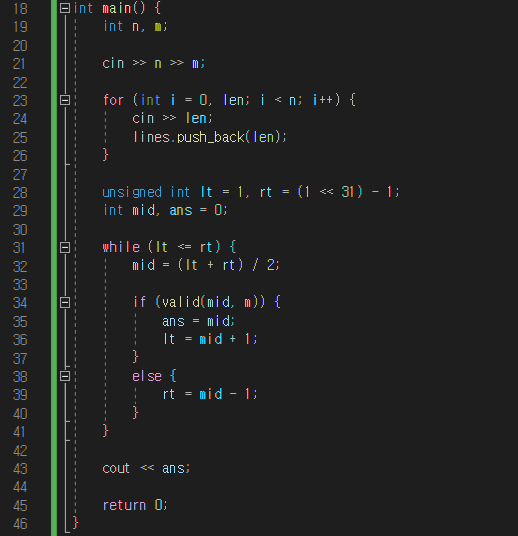 18 int main() {
19 int n, m;
20
21 cin >> n >> m;
22
23 for (int i = 0, len; i < n; i++) {
24 cin >> len;
25 lines.push_back(len);
26 }
27
28 unsigned int lt = 1, rt = (1 << 31) - 1;
29 int mid, ans = 0;
30
31 while (lt <= rt) {
32 mid = (lt + rt) / 2;
33
34 if (valid(mid, m)) {
35 ans = mid;
36 lt = mid + 1;
37 }
38 else {
39 rt = mid - 1;
40 }
41 }
42
43 cout << ans;
44
45 return 0;
46 }